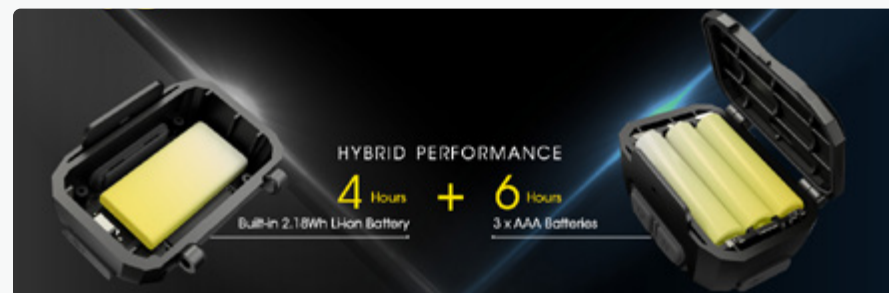 HYBRID PERFORMANCE
4 Hours + 6 Hours
Built-in 2.18Wh Li-ion Battery
3 x AAA Batteries